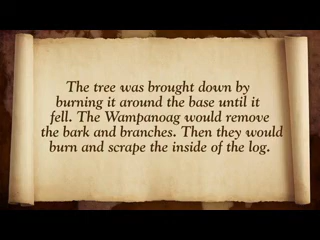 The tree was brought down by
burning it around the base until it
fell. The Wampanoag would remove
the bark and branches. Then they would
burn and scrape the inside of the log.